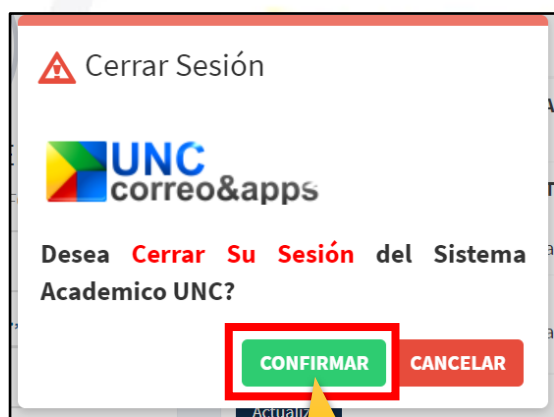 Cerrar Sesión
UNC
correo&apps
Desea Cerrar Su Sesión del Sistema
Academico UNC?
CONFIRMAR
CANCELAR